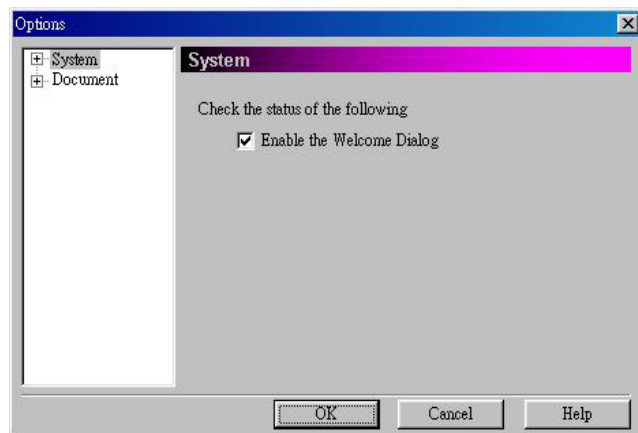 Options
System
Document
System
Check the status of the following
Enable the Welcome Dialog
OK
Cancel
Help